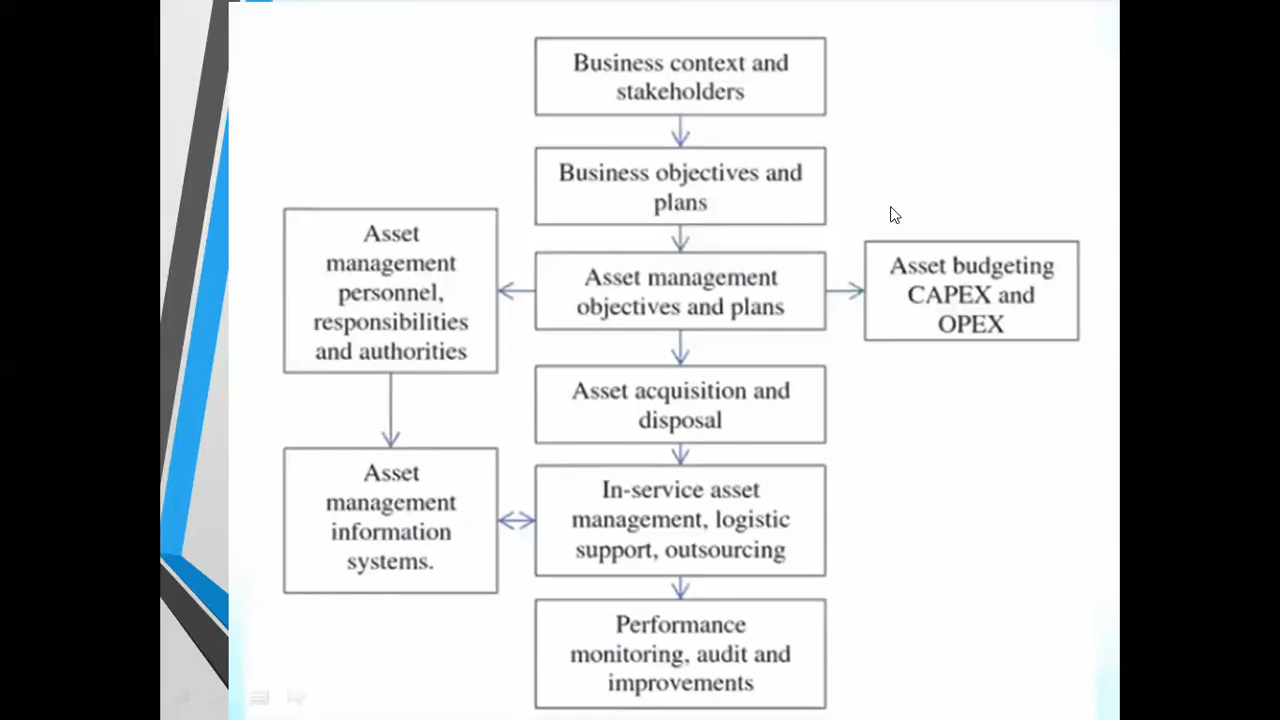 Business context and
stakeholders
Business objectives and
plans
Asset
management
personnel,
responsibilities
and authorities
Asset management
objectives and plans
Asset budgeting
CAPEX and
OPEX
Asset acquisition and
disposal
Asset
management
information
systems.
In-service asset
management, logistic
support, outsourcing
Performance
monitoring, audit and
improvements